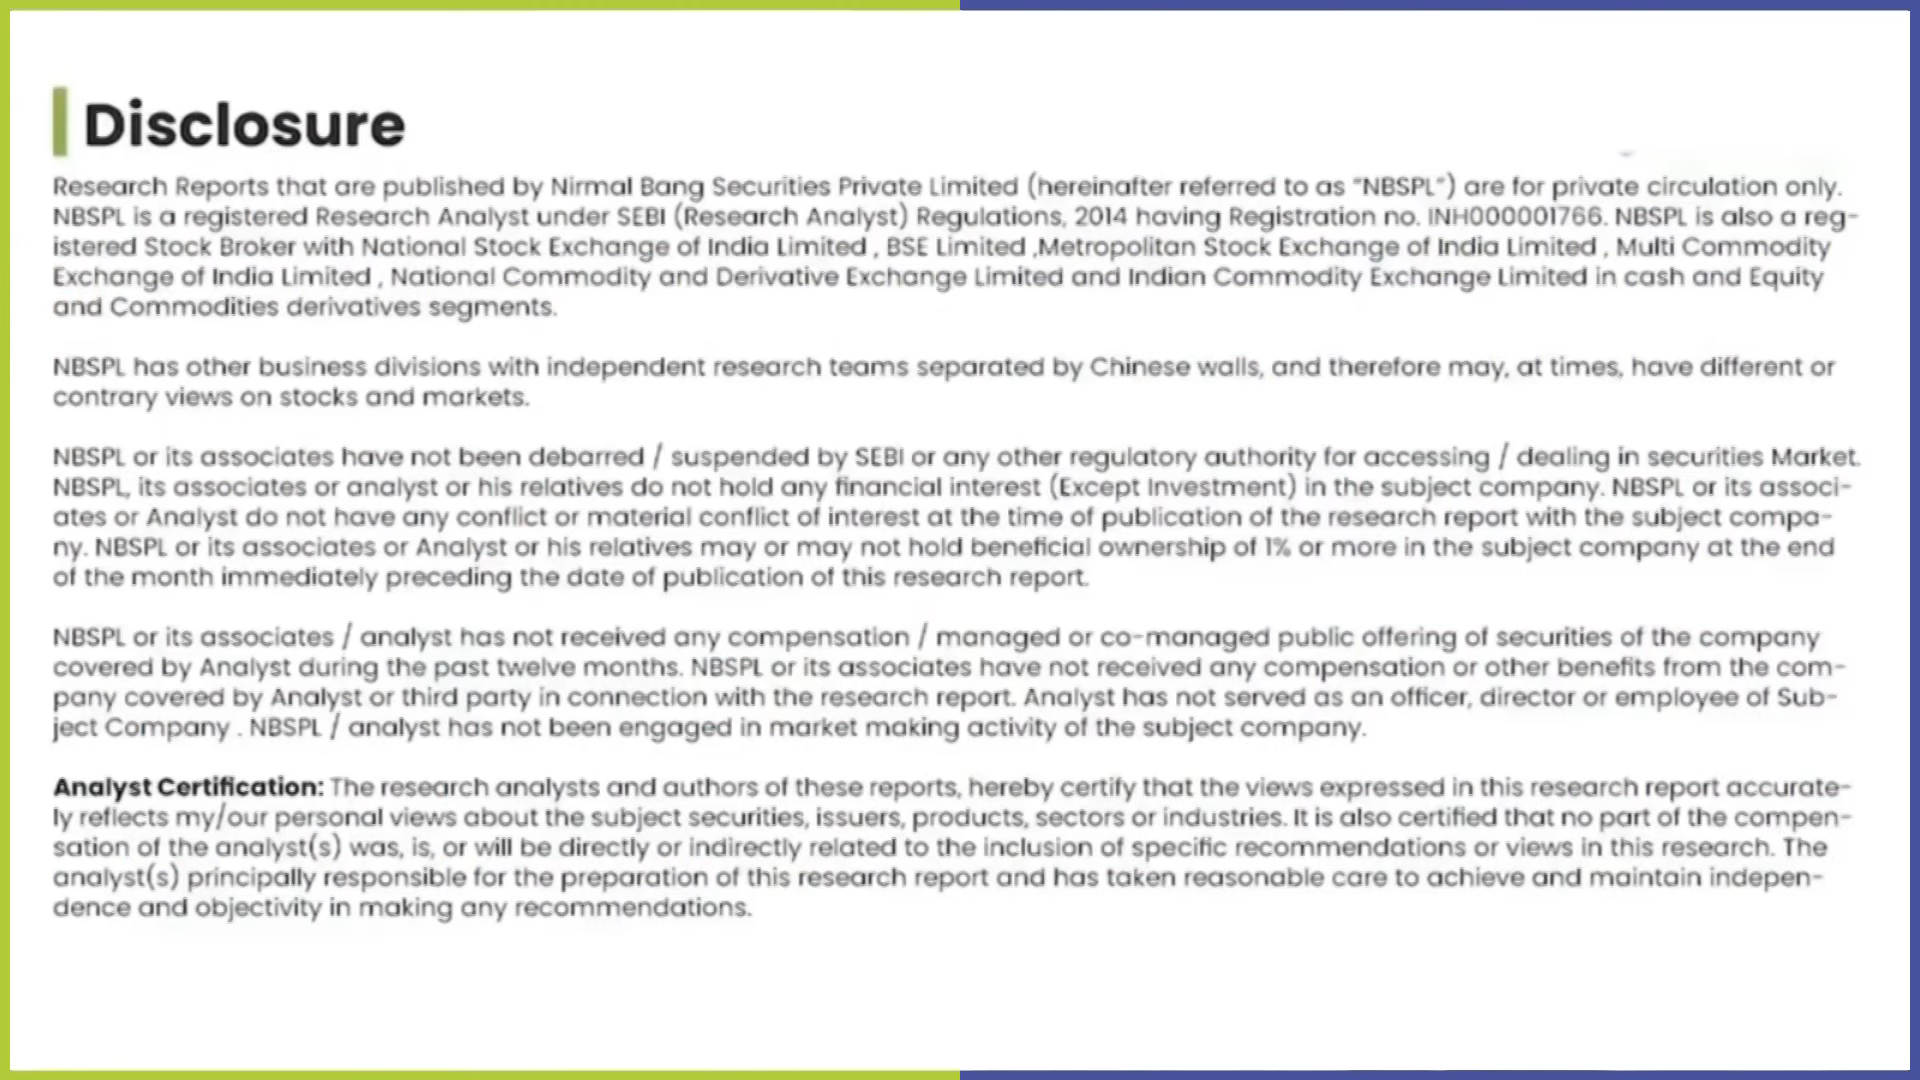 Disclosure
Research Reports that are published by Nirmal Bang Securities Private Limited (hereinafter referred to as "NBSPL") are for private circulation only.
NBSPL is a registered Research Analyst under SEBI (Research Analyst) Regulations, 2014 having Registration no. INH000001766. NBSPL is also a reg-
istered Stock Broker with National Stock Exchange of India Limited , BSE Limited ,Metropolitan Stock Exchange of India Limited , Multi Commodity
Exchange of India Limited , National Commodity and Derivative Exchange Limited and Indian Commodity Exchange Limited in cash and Equity
and Commodities derivatives segments.
NBSPL has other business divisions with independent research teams separated by Chinese walls, and therefore may, at times, have different or
contrary views on stocks and markets.
NBSPL or its associates have not been debarred / suspended by SEBI or any other regulatory authority for accessing / dealing in securities Market.
NBSPL, its associates or analyst or his relatives do not hold any financial interest (Except Investment) in the subject company. NBSPL or its associ-
ates or Analyst do not have any conflict or material conflict of interest at the time of publication of the research report with the subject compa-
ny. NBSPL or its associates or Analyst or his relatives may or may not hold beneficial ownership of 1% or more in the subject company at the end
of the month immediately preceding the date of publication of this research report.
NBSPL or its associates / analyst has not received any compensation / managed or co-managed public offering of securities of the company
covered by Analyst during the past twelve months. NBSPL or its associates have not received any compensation or other benefits from the com-
pany covered by Analyst or third party in connection with the research report. Analyst has not served as an officer, director or employee of Sub-
ject Company . NBSPL / analyst has not been engaged in market making activity of the subject company.
Analyst Certification: The research analysts and authors of these reports, hereby certify that the views expressed in this research report accurate-
ly reflects my/our personal views about the subject securities, issuers, products, sectors or industries. It is also certified that no part of the compen-
sation of the analyst(s) was, is, or will be directly or indirectly related to the inclusion of specific recommendations or views in this research. The
analyst(s) principally responsible for the preparation of this research report and has taken reasonable care to achieve and maintain indepen-
dence and objectivity in making any recommendations.